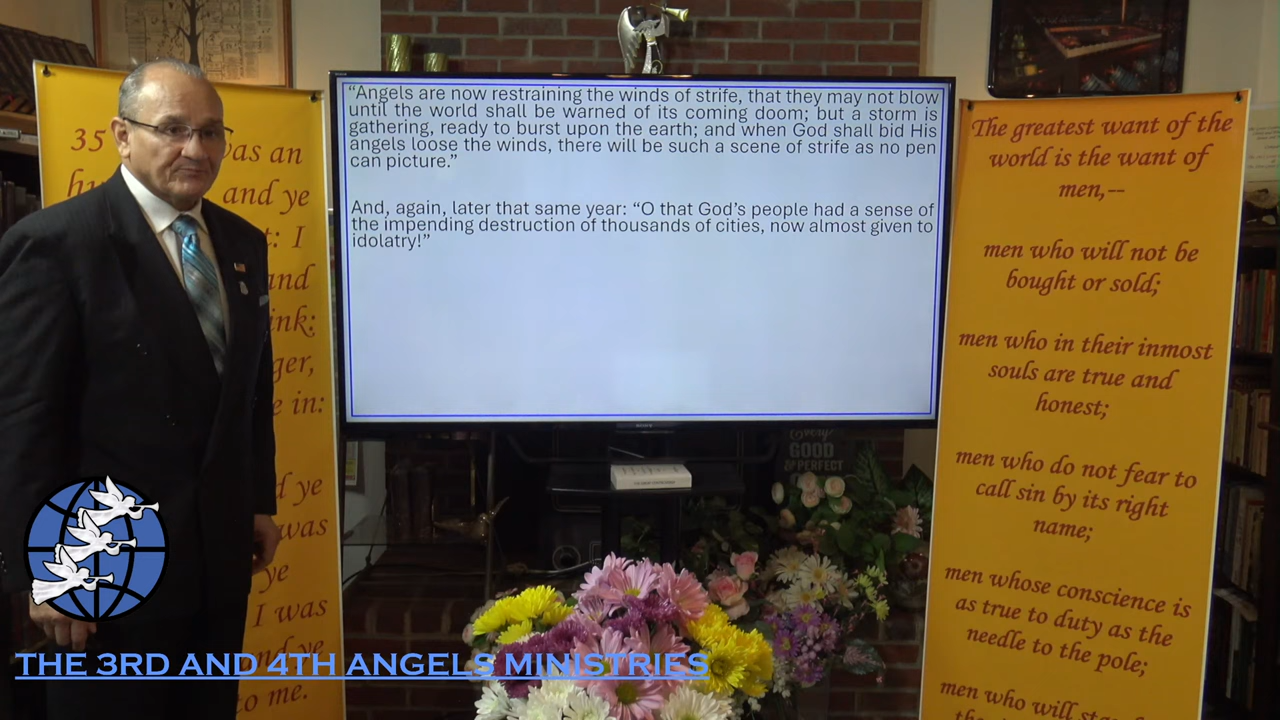 “Angels are now restraining the winds of strife, that they may not blow
until the world shall be warned of its coming doom; but a storm is
gathering, ready to burst upon the earth; and when God shall bid His
angels loose the winds, there will be such a scene of strife as no pen
can picture.”
And, again, later that same year: “O that God’s people had a sense of
the impending destruction of thousands of cities, now almost given to
idolatry!”
35
was an
and ye
I
and
ink:
ger,
e in:
d ye
was
ye
I was
nd ye
to me.
The greatest want of the
world is the want of
men,--
men who will not be
bought or sold;
men who in their inmost
souls are true and
honest;
men who do not fear to
call sin by its right
name;
men whose conscience is
as true to duty as the
needle to the pole;
men who will
Every
GOOD
& PERFECT
THE 3RD AND 4TH ANGELS MINISTRIES